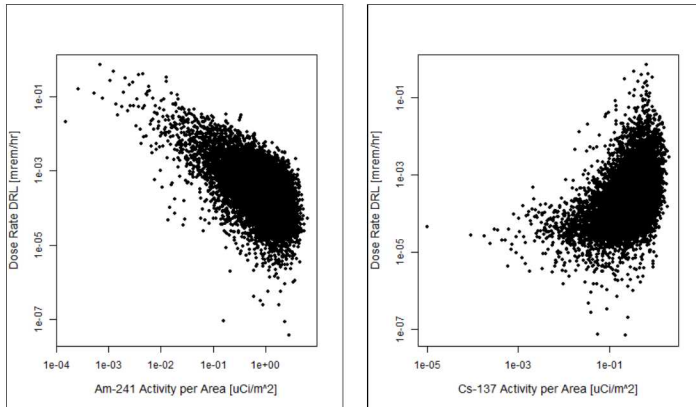 Dose Rate DRL [mrem/hr]
1e-01
1e-03
1e-05
1e-07
1e-04 1e-03 1e-02 1e-01 1e+00
Am-241 Activity per Area [uCi/m^2]
Dose Rate DRL [mrem/hr]
1e-01
1e-03
1e-05
1e-07
1e-05 1e-03 1e-01
Cs-137 Activity per Area [uCi/m^2]